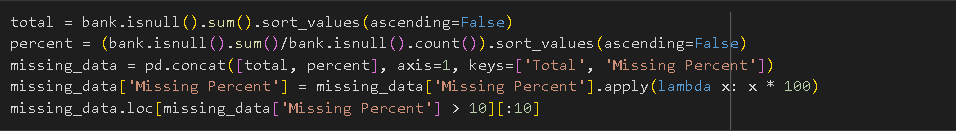 total = bank.isnull().sum().sort_values(ascending=False)
percent = (bank.isnull().sum()/bank.isnull().count()).sort_values(ascending=False)
missing_data = pd.concat([total, percent], axis=1, keys=['Total', 'Missing Percent'])
missing_data['Missing Percent'] = missing_data['Missing Percent'].apply(lambda x: x * 100)
missing_data.loc[missing_data['Missing Percent'] > 10][:10]